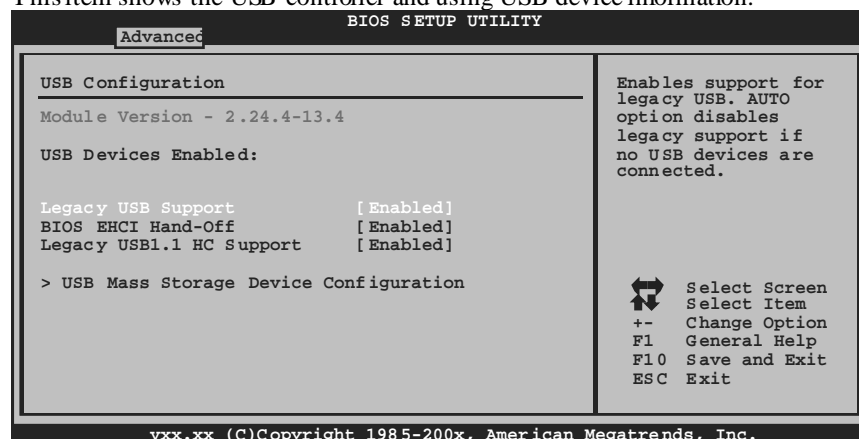 This item shows the USB controller and using USB device information.
BIOS SETUP UTILITY
Advanced
USB Configuration
Module Version - 2.24.4-13.4
USB Devices Enabled:
Legacy USB Support [Enabled]
BIOS EHCI Hand-Off [Enabled]
Legacy USB1.1 HC Support [Enabled]
> USB Mass Storage Device Configuration
Enables support for
legacy USB. AUTO
option disables
legacy support if
no USB devices are
connected.
Select Screen
Select Item
+- Change Option
F1 General Help
F10 Save and Exit
ESC Exit
vxx.xx (C)Copyright 1985-200x, American Megatrends, Inc.